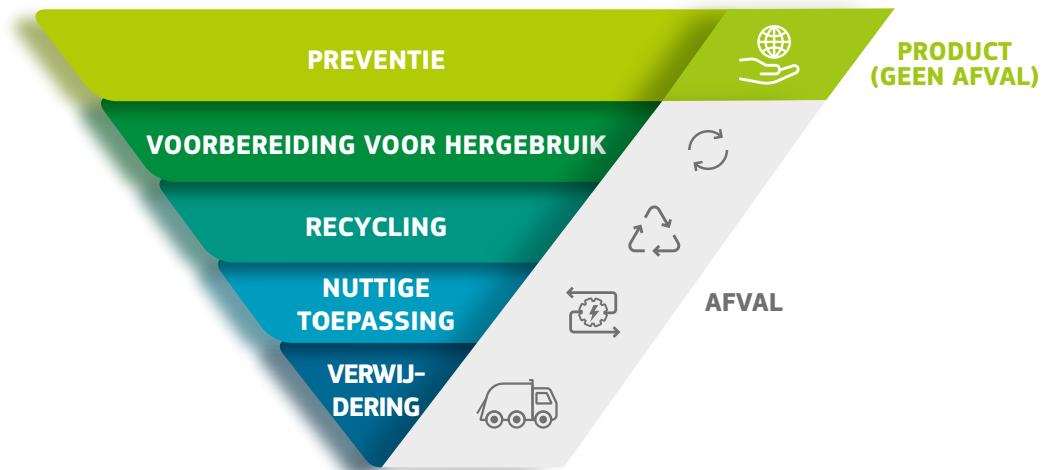 PREVENTIE
PRODUCT
(GEEN AFVAL)
VOORBEREIDING VOOR HERGEBRUIK
RECYCLING
NUTTIGE
TOEPASSING
AFVAL
VERWIJ-
DERING